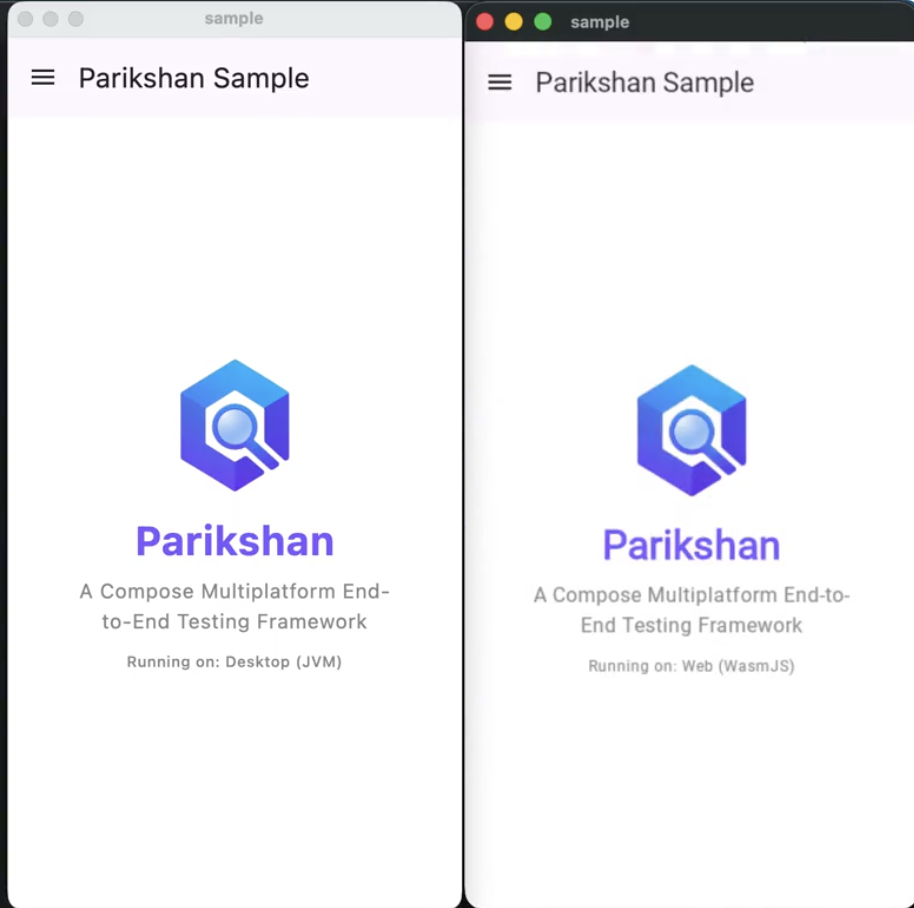 sample
Parikshan Sample
Parikshan
A Compose Multiplatform End-
to-End Testing Framework
Running on: Desktop (JVM)
sample
Parikshan Sample
Parikshan
A Compose Multiplatform End-to-
End Testing Framework
Running on: Web (WasmJS)